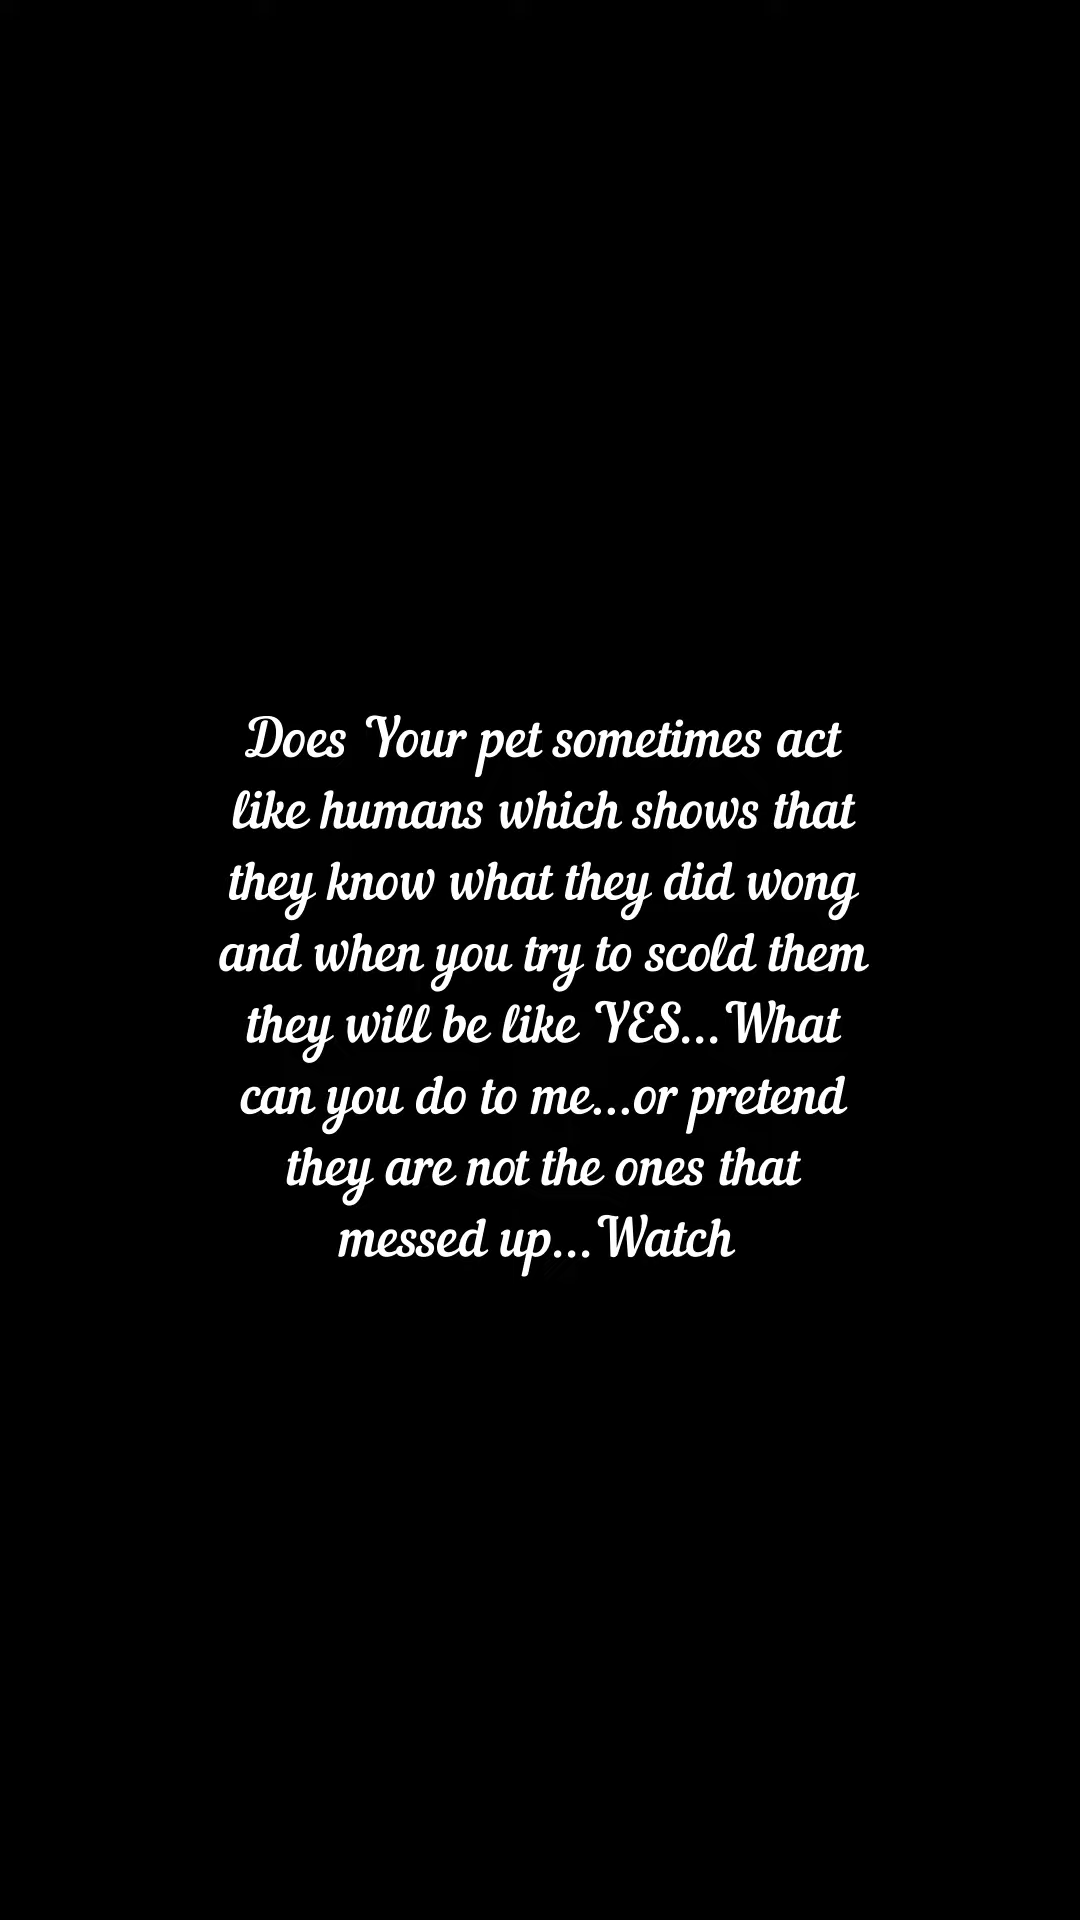 Does Your pet sometimes act
like humans which shows that
they know what they did wong
and when you try to scold them
they will be like YES...What
can you do to me...or pretend
they are not the ones that
messed up...Watch